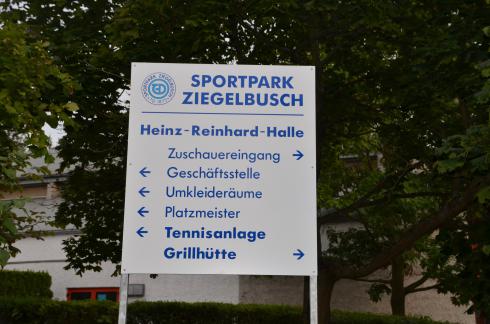 SPORTPARK
ZIEGELBUSCH
Heinz-Reinhard-Halle
Zuschauereingang →
← Geschäftsstelle
← Umkleideräume
← Platzmeister
← Tennisanlage
Grillhütte →